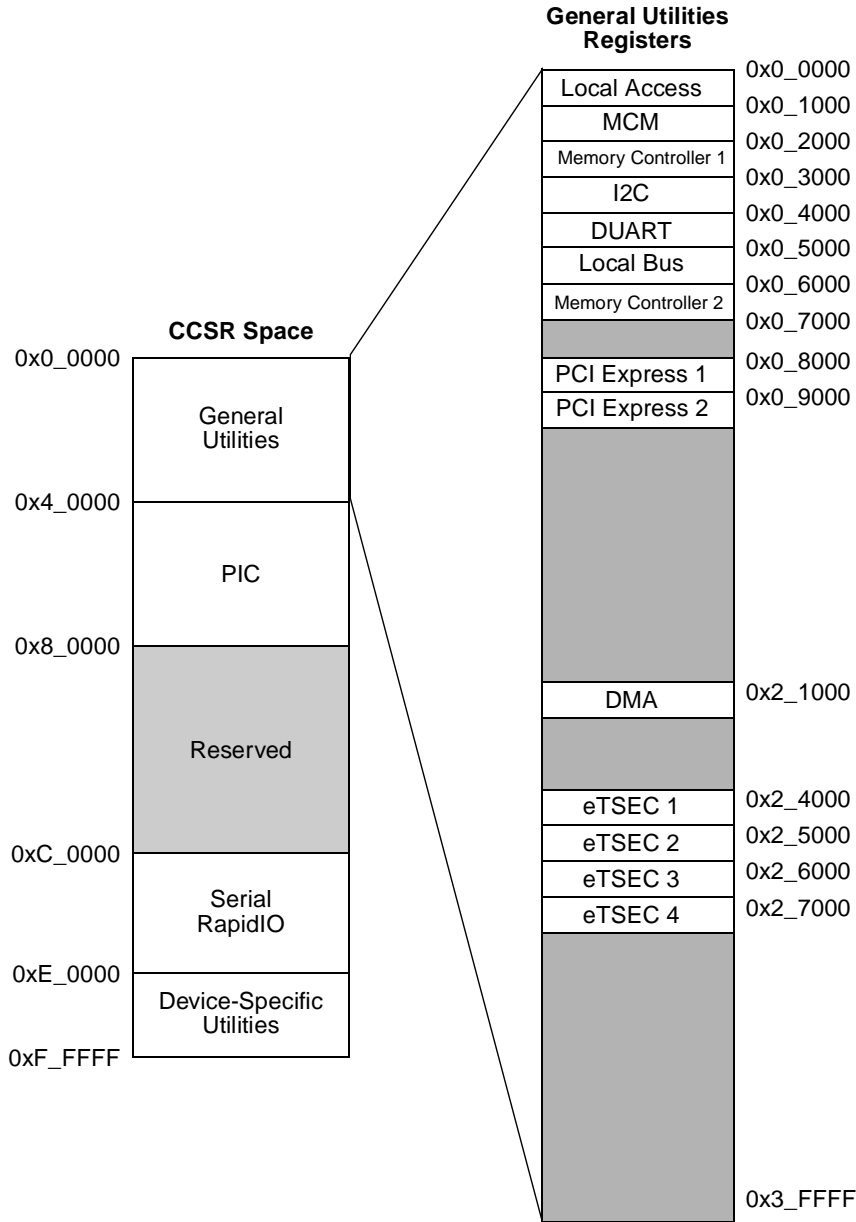 General Utilities
Registers
0x0_0000
Local Access
0x0_1000
MCM
0x0_2000
Memory Controller 1
0x0_3000
I2C
0x0_4000
DUART
0x0_5000
Local Bus
0x0_6000
Memory Controller 2
0x0_7000
0x0_8000
PCI Express 1
0x0_9000
PCI Express 2
DMA
0x2_1000
eTSEC 1
0x2_4000
eTSEC 2
0x2_5000
eTSEC 3
0x2_6000
eTSEC 4
0x2_7000
0x3_FFFF
CCSR Space
0x0_0000
General
Utilities
0x4_0000
PIC
0x8_0000
Reserved
0xC_0000
Serial
RapidIO
0xE_0000
Device-Specific
Utilities
0xF_FFFF